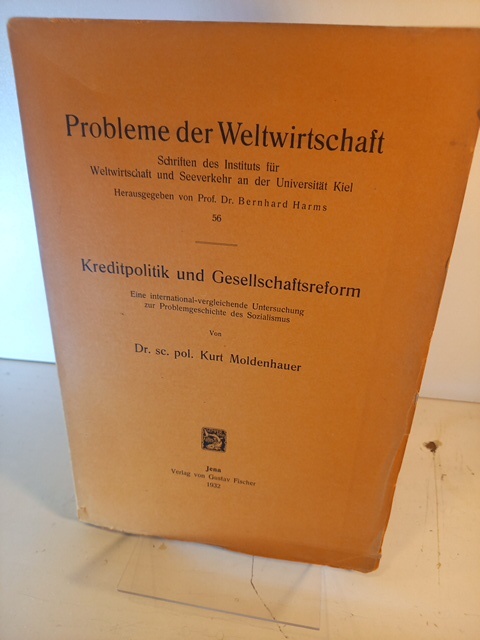 Probleme der Weltwirtschaft
Schriften des Instituts für
Weltwirtschaft und Seeverkehr an der Universität Kiel
Herausgegeben von Prof. Dr. Bernhard Harms
56
Kreditpolitik und Gesellschaftsreform
Eine international-vergleichende Untersuchung
zur Problemgeschichte des Sozialismus
Von
Dr. sc. pol. Kurt Moldenhauer
Jena
Verlag von Gustav Fischer
1932